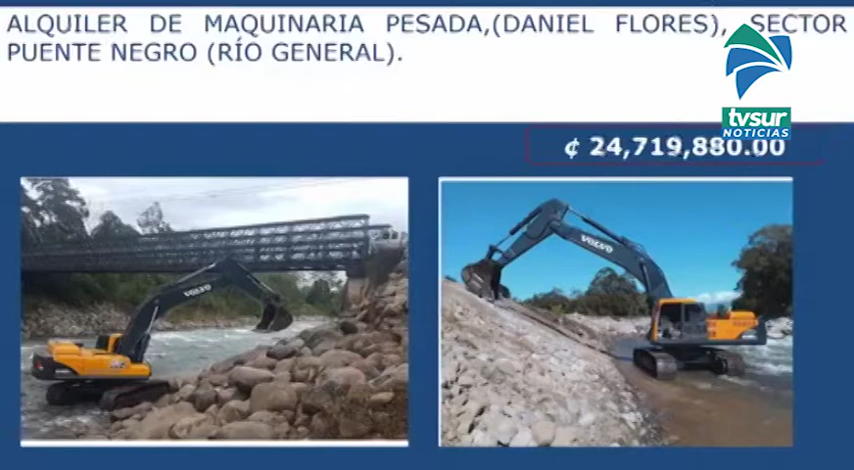 ALQUILER DE MAQUINARIA PESADA,(DANIEL FLORES), SECTOR
PUENTE NEGRO (RÍO GENERAL).
tvsur
NOTICIAS
₡ 24,719,880.00
VOLVO
VOLVO